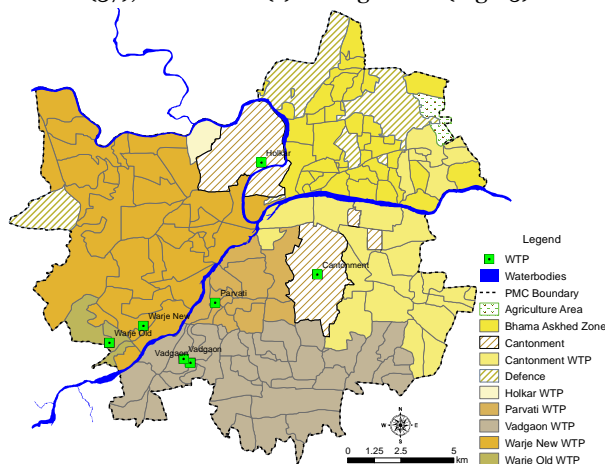 Holkar
Cantonment
Parvati
Warje New
Warje Old
Vadgaon
Vadgaon
Legend
WTP
Waterbodies
PMC Boundary
Agriculture Area
Bhama Askhed Zone
Cantonment
Cantonment WTP
Defence
Holkar WTP
Parvati WTP
Vadgaon WTP
Warje New WTP
Warje Old WTP
N
W E
S
0 1.25 2.5 5
km